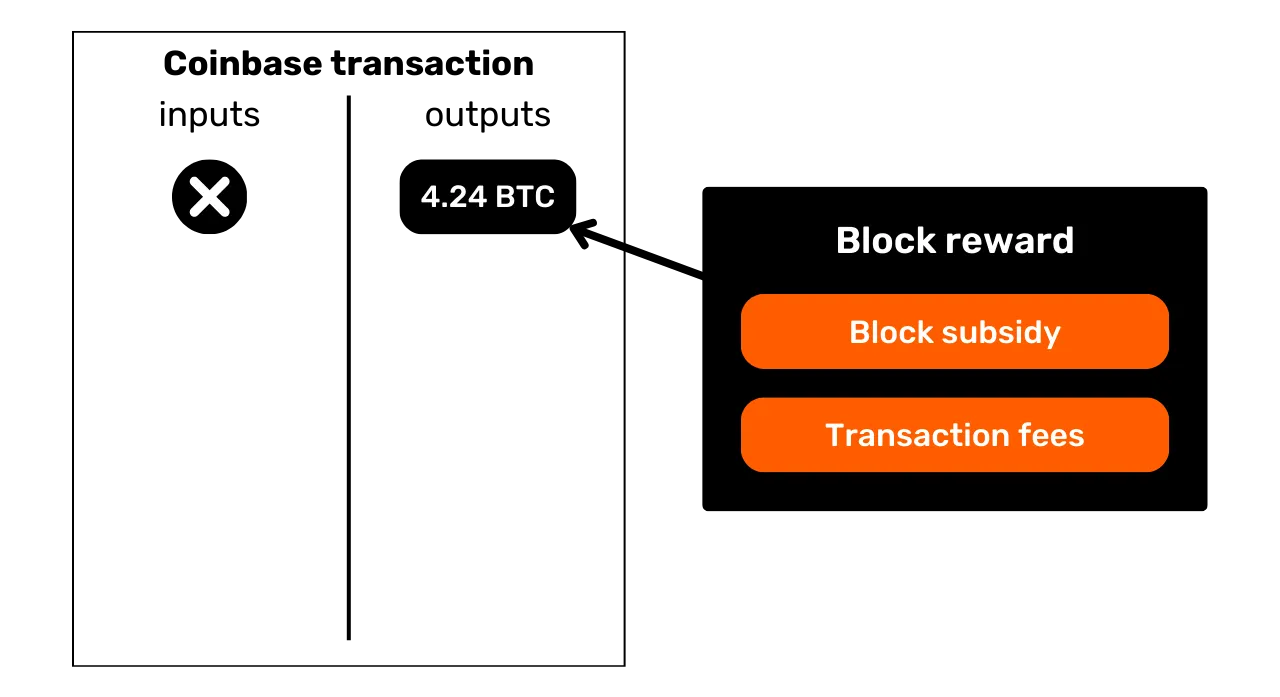 Coinbase transaction
inputs
outputs
4.24 BTC
Block reward
Block subsidy
Transaction fees